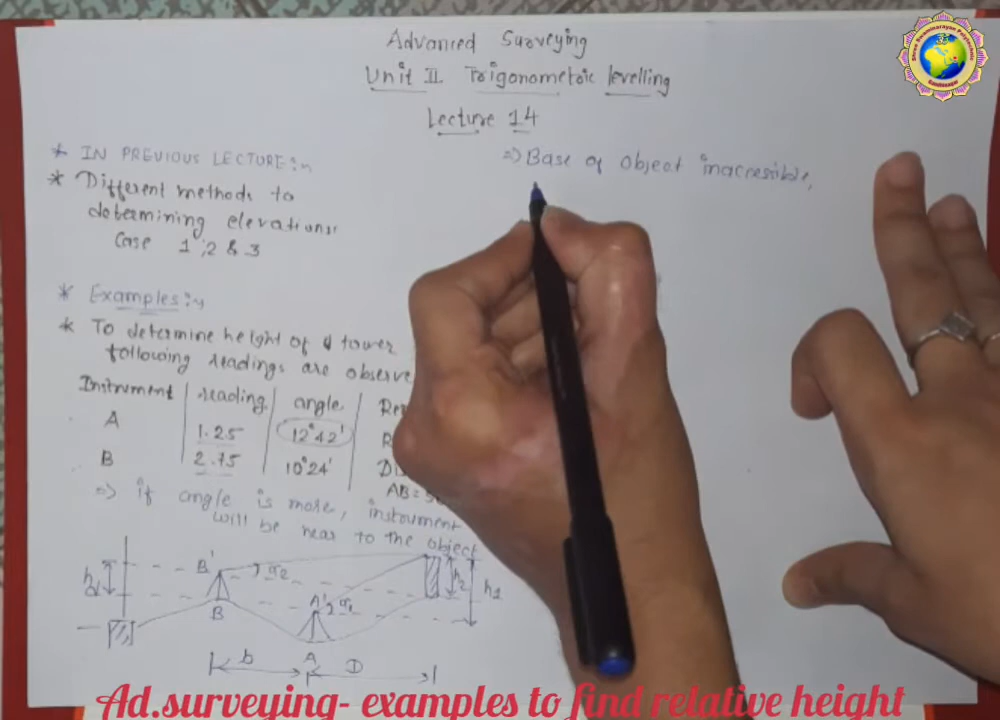 Advanced Surveying
Unit II Trigonometric levelling
Lecture 14
* IN PREVIOUS LECTURE:
* Different methods to
determining elevations
Case 1, 2 & 3
* Examples:
* To determine height of a tower
following readings are observe
Instrument | reading | angle
A 1.25 12°42'
B 2.75 10°24'
AB =
=> if angle is more, instrument
will be near to the object
=> Base of Object inaccessible,
hd B' α2 h2 h1
B A' α1
b A D
Ad.surveying- examples to find relative height